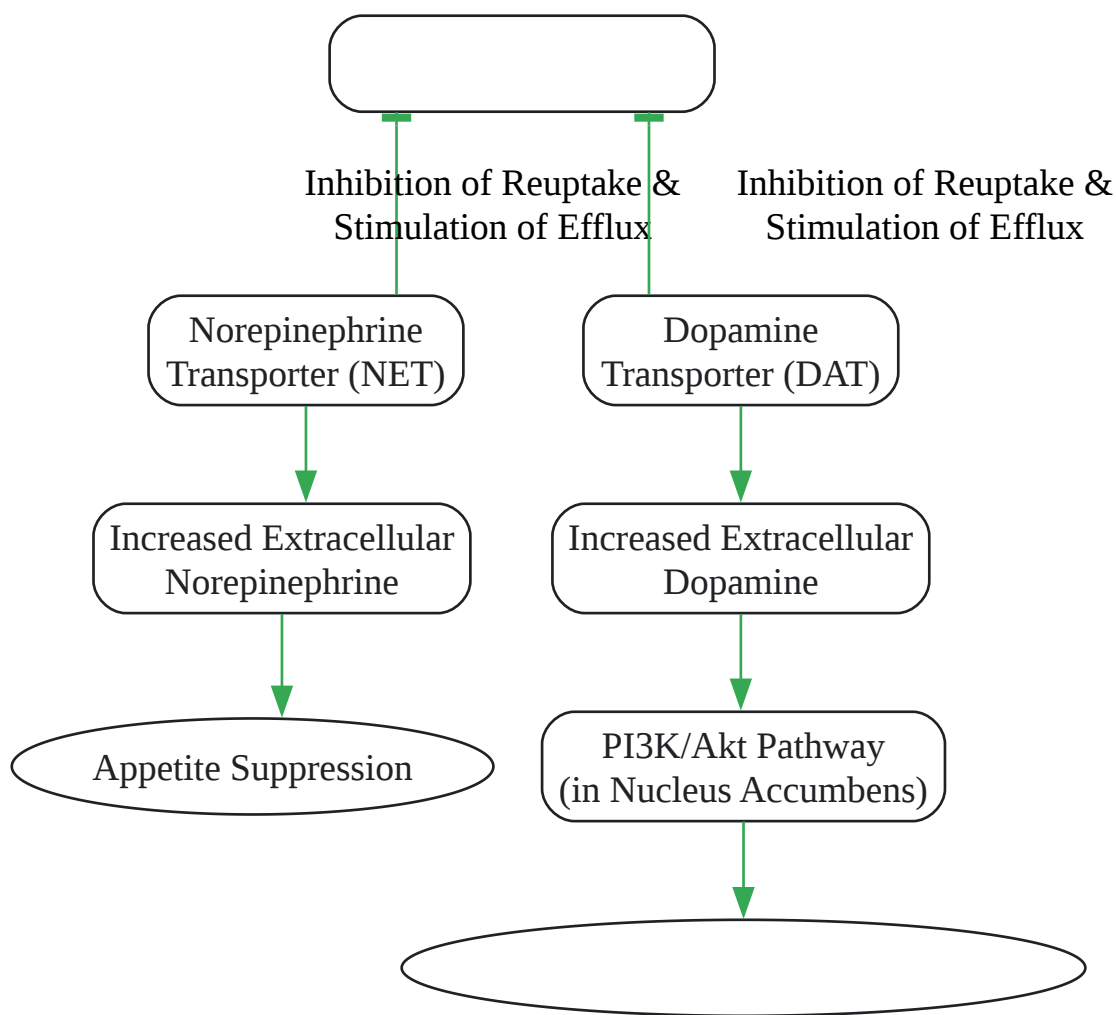 Inhibition of Reuptake &
Stimulation of Efflux
Inhibition of Reuptake &
Stimulation of Efflux
Norepinephrine
Transporter (NET)
Dopamine
Transporter (DAT)
Increased Extracellular
Norepinephrine
Increased Extracellular
Dopamine
Appetite Suppression
PI3K/Akt Pathway
(in Nucleus Accumbens)